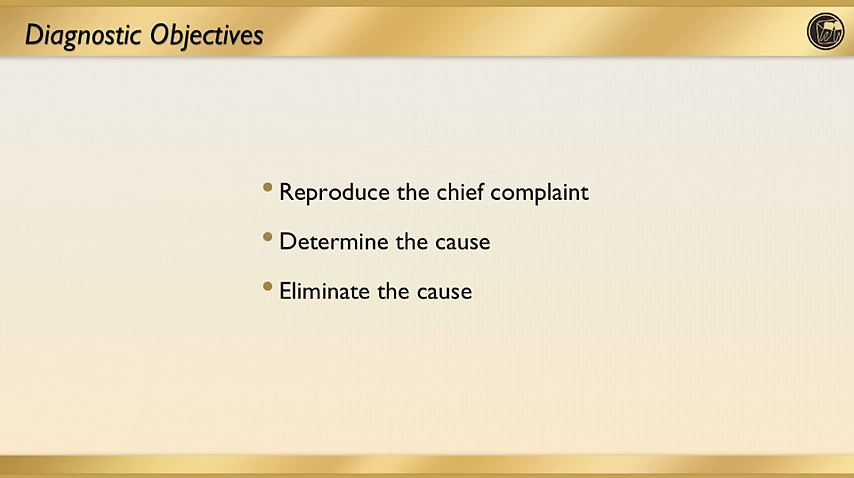 Diagnostic Objectives
Reproduce the chief complaint
Determine the cause
Eliminate the cause